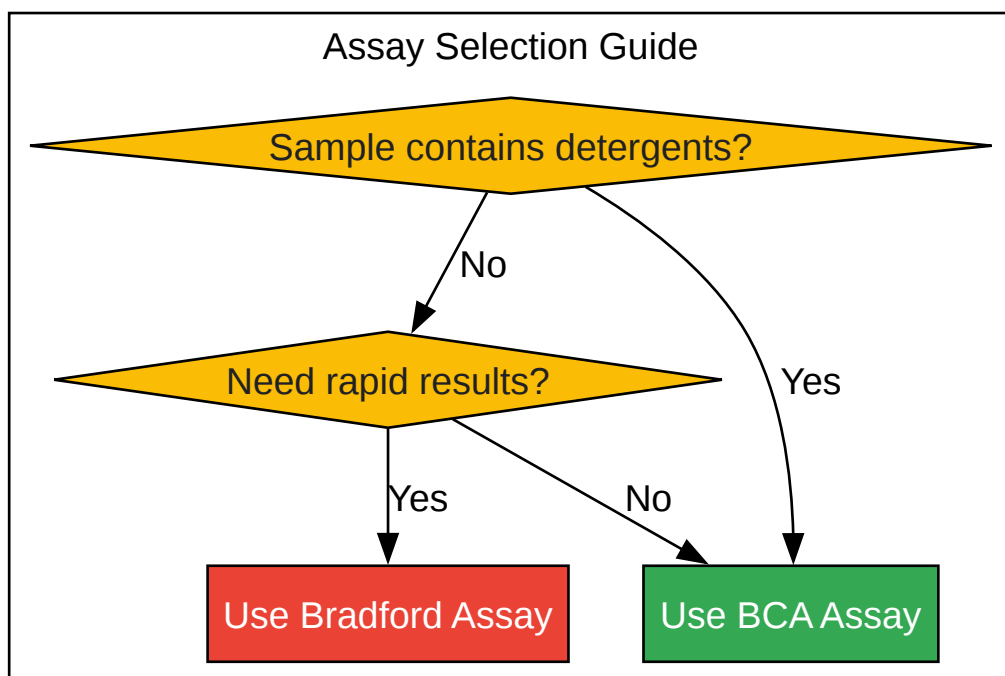 Assay Selection Guide
Sample contains detergents?
No
Need rapid results?
Yes
Yes
No
Use Bradford Assay
Use BCA Assay